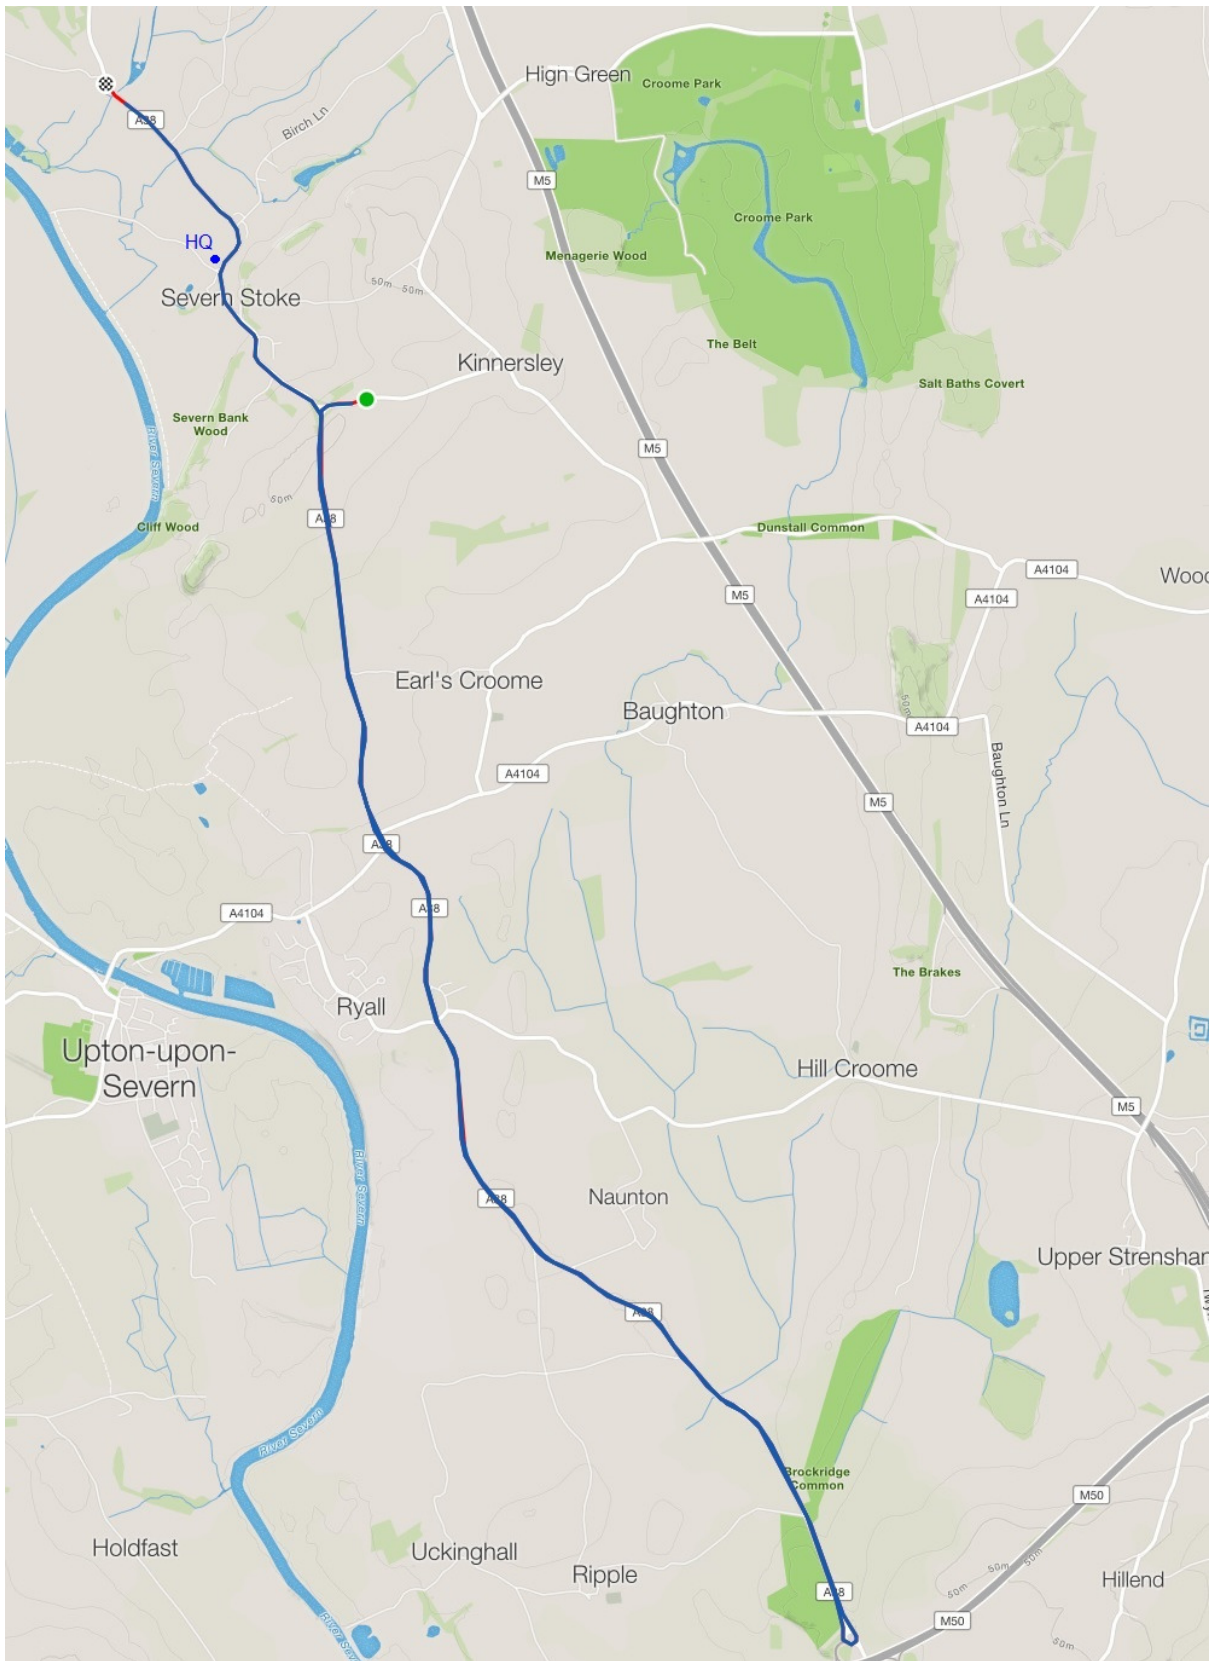 Hign Green
Croome Park
A38
Birch Ln
M5
Croome Park
HQ
Menagerie Wood
50m
50m
Severn Stoke
The Belt
Kinnersley
Salt Baths Covert
Severn Bank
Wood
River Severn
M5
50m
A38
Cliff Wood
Dunstall Common
A4104
Wood
M5
A4104
Earl's Croome
50m
Baughton
A4104
A4104
Baughton Ln
M5
A38
A38
A4104
The Brakes
Ryall
Upton-upon-
Severn
Hill Croome
M5
River Severn
A38
Naunton
Upper Strenshar
A38
River Severn
Brockridge
Common
M50
Holdfast
Uckinghall
Ripple
50m
50m
50m
Hillend
A38
M50
River Sev
50m